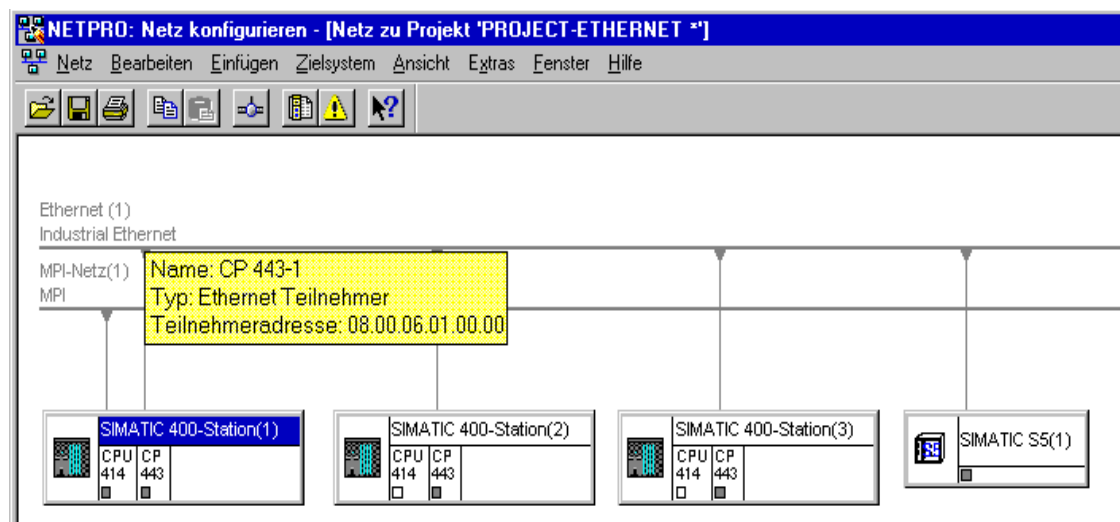 NETPRO: Netz konfigurieren - [Netz zu Projekt 'PROJECT-ETHERNET *']
Netz Bearbeiten Einfügen Zielsystem Ansicht Extras Fenster Hilfe
Ethernet (1)
Industrial Ethernet
MPI-Netz(1)
MPI
Name: CP 443-1
Typ: Ethernet Teilnehmer
Teilnehmeradresse: 08.00.06.01.00.00
SIMATIC 400-Station(1)
CPU CP
414 443
SIMATIC 400-Station(2)
CPU CP
414 443
SIMATIC 400-Station(3)
CPU CP
414 443
S5
SIMATIC S5(1)